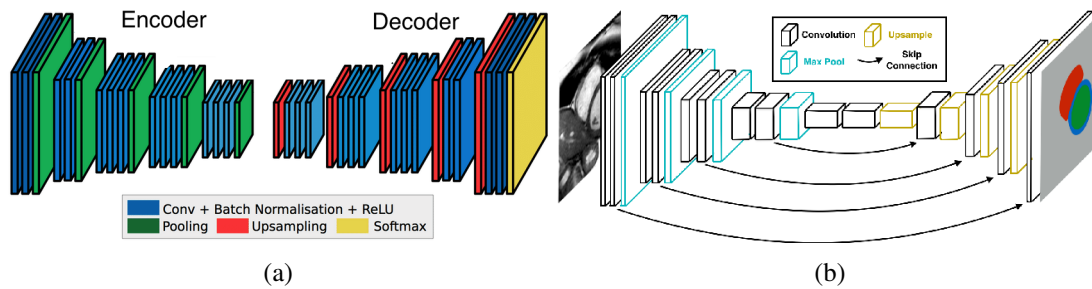 Encoder
Decoder
Conv + Batch Normalisation + ReLU
Pooling
Upsampling
Softmax
(a)
Convolution
Upsample
Max Pool
Skip
Connection
(b)